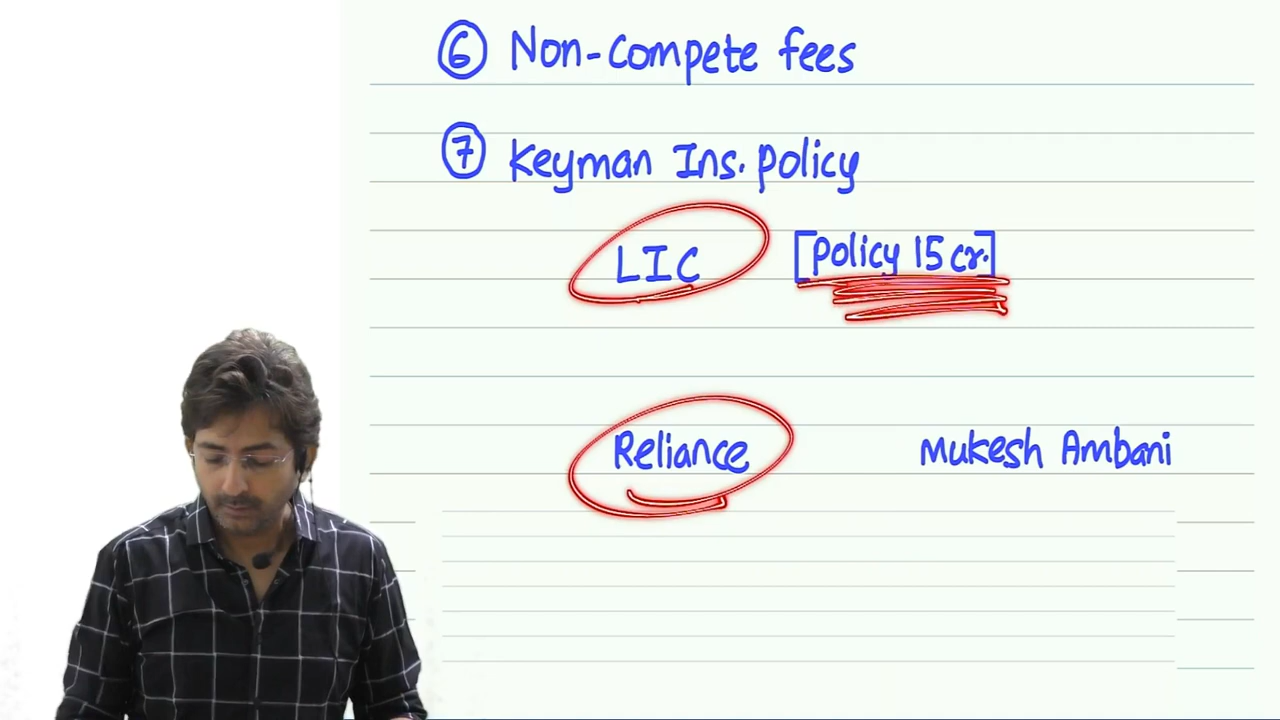 ⑥ Non-Compete fees
⑦ Keyman Ins. policy
LIC [policy 15 cr.]
Reliance Mukesh Ambani